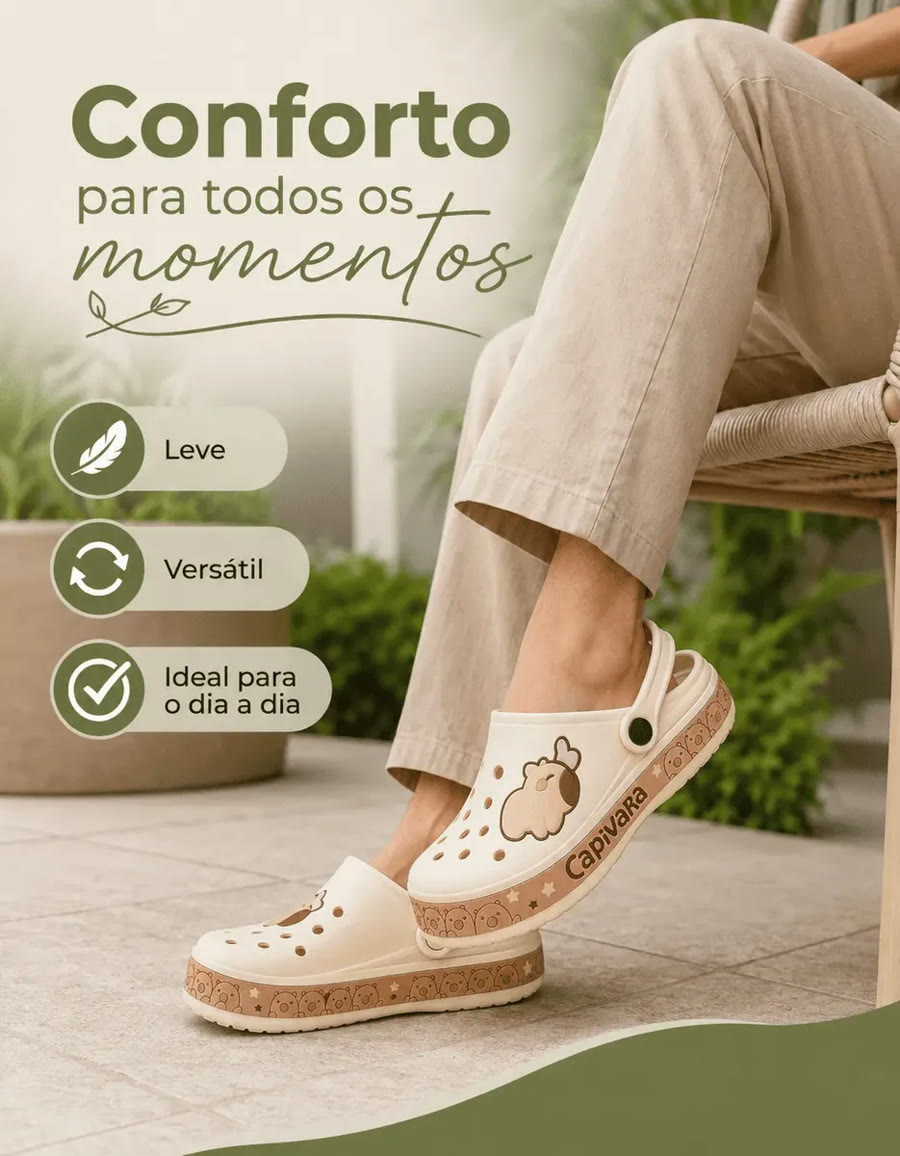 Conforto
para todos os
momentos
Leve
Versátil
Ideal para
o dia a dia
Capivara